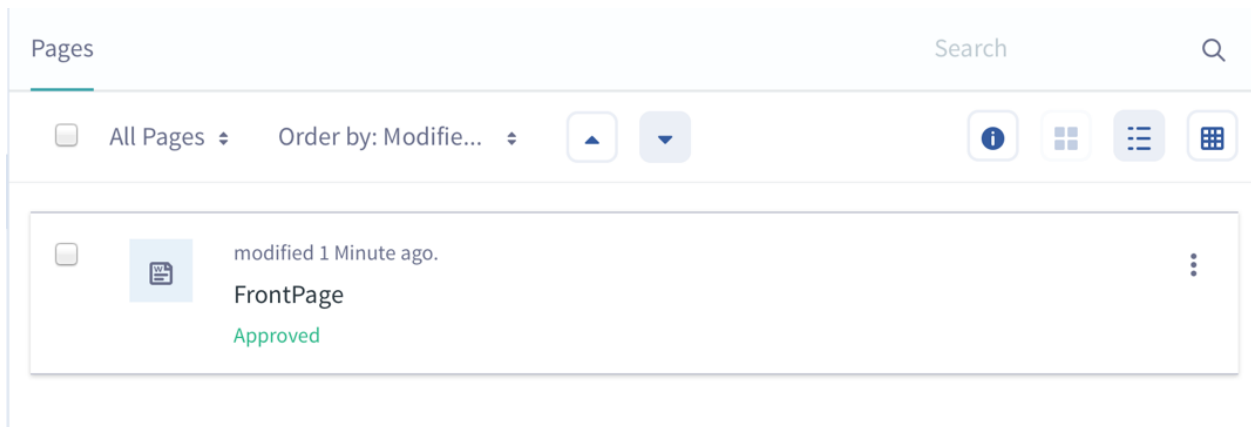 Pages
Search
All Pages
Order by: Modifie...
modified 1 Minute ago.
FrontPage
Approved